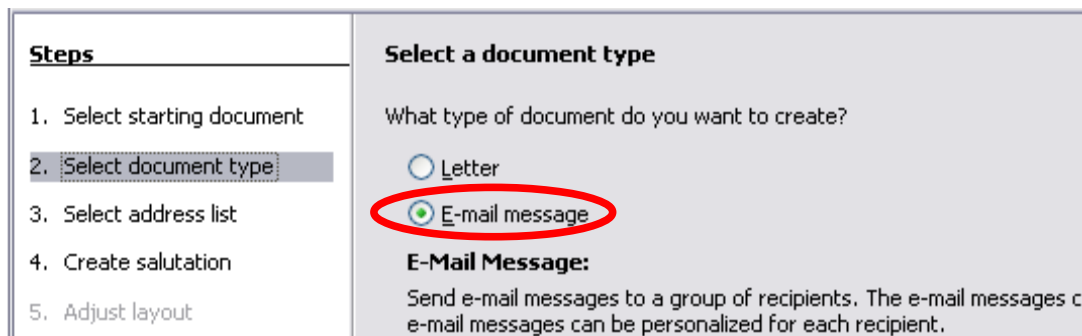 Steps
1. Select starting document
2. Select document type
3. Select address list
4. Create salutation
5. Adjust layout
Select a document type
What type of document do you want to create?
Letter
E-mail message
E-Mail Message:
Send e-mail messages to a group of recipients. The e-mail messages c
e-mail messages can be personalized for each recipient.